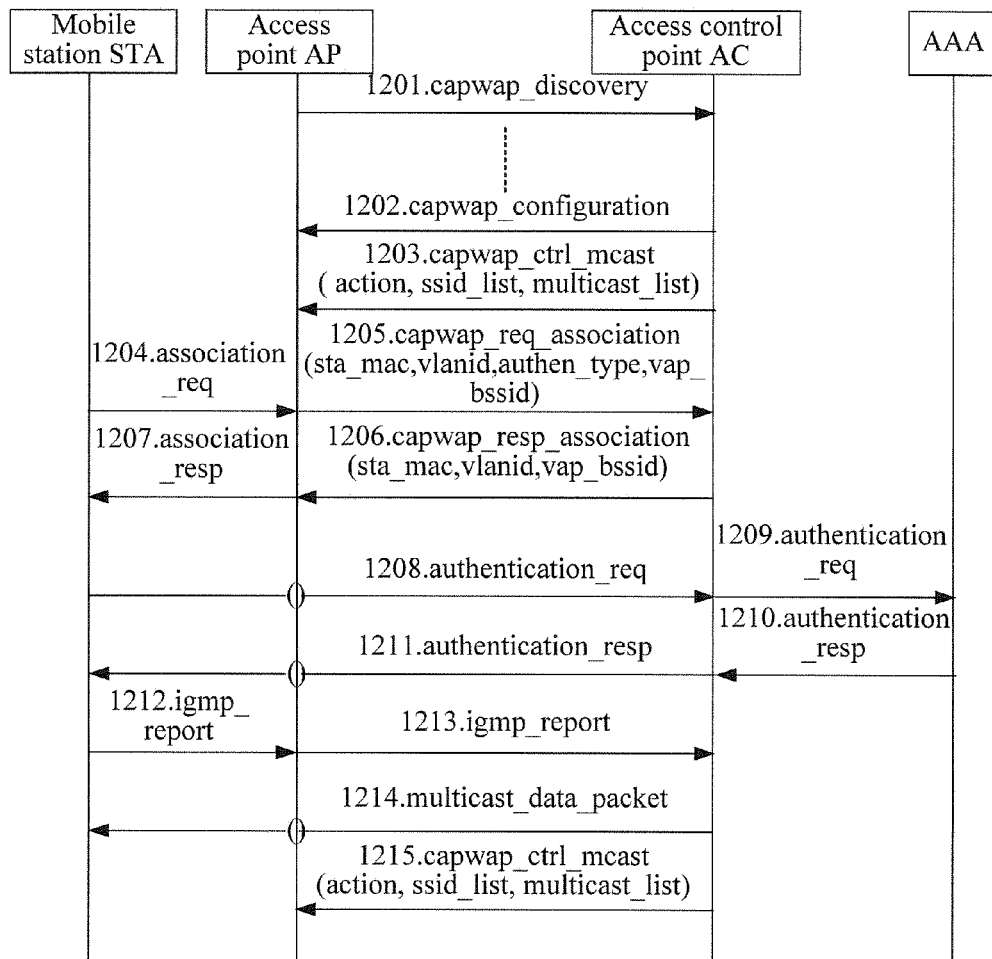 Mobile
station STA
Access
point AP
Access control
point AC
AAA
1201.capwap_discovery
1202.capwap_configuration
1203.capwap_ctrl_mcast
( action, ssid_list, multicast_list)
1204.association
_req
1205.capwap_req_association
(sta_mac,vlanid,authen_type,vap_
bssid)
1207.association
_resp
1206.capwap_resp_association
(sta_mac,vlanid,vap_bssid)
1208.authentication_req
1209.authentication
_req
1210.authentication
_resp
1211.authentication_resp
1212.igmp_
report
1213.igmp_report
1214.multicast_data_packet
1215.capwap_ctrl_mcast
(action, ssid_list, multicast_list)